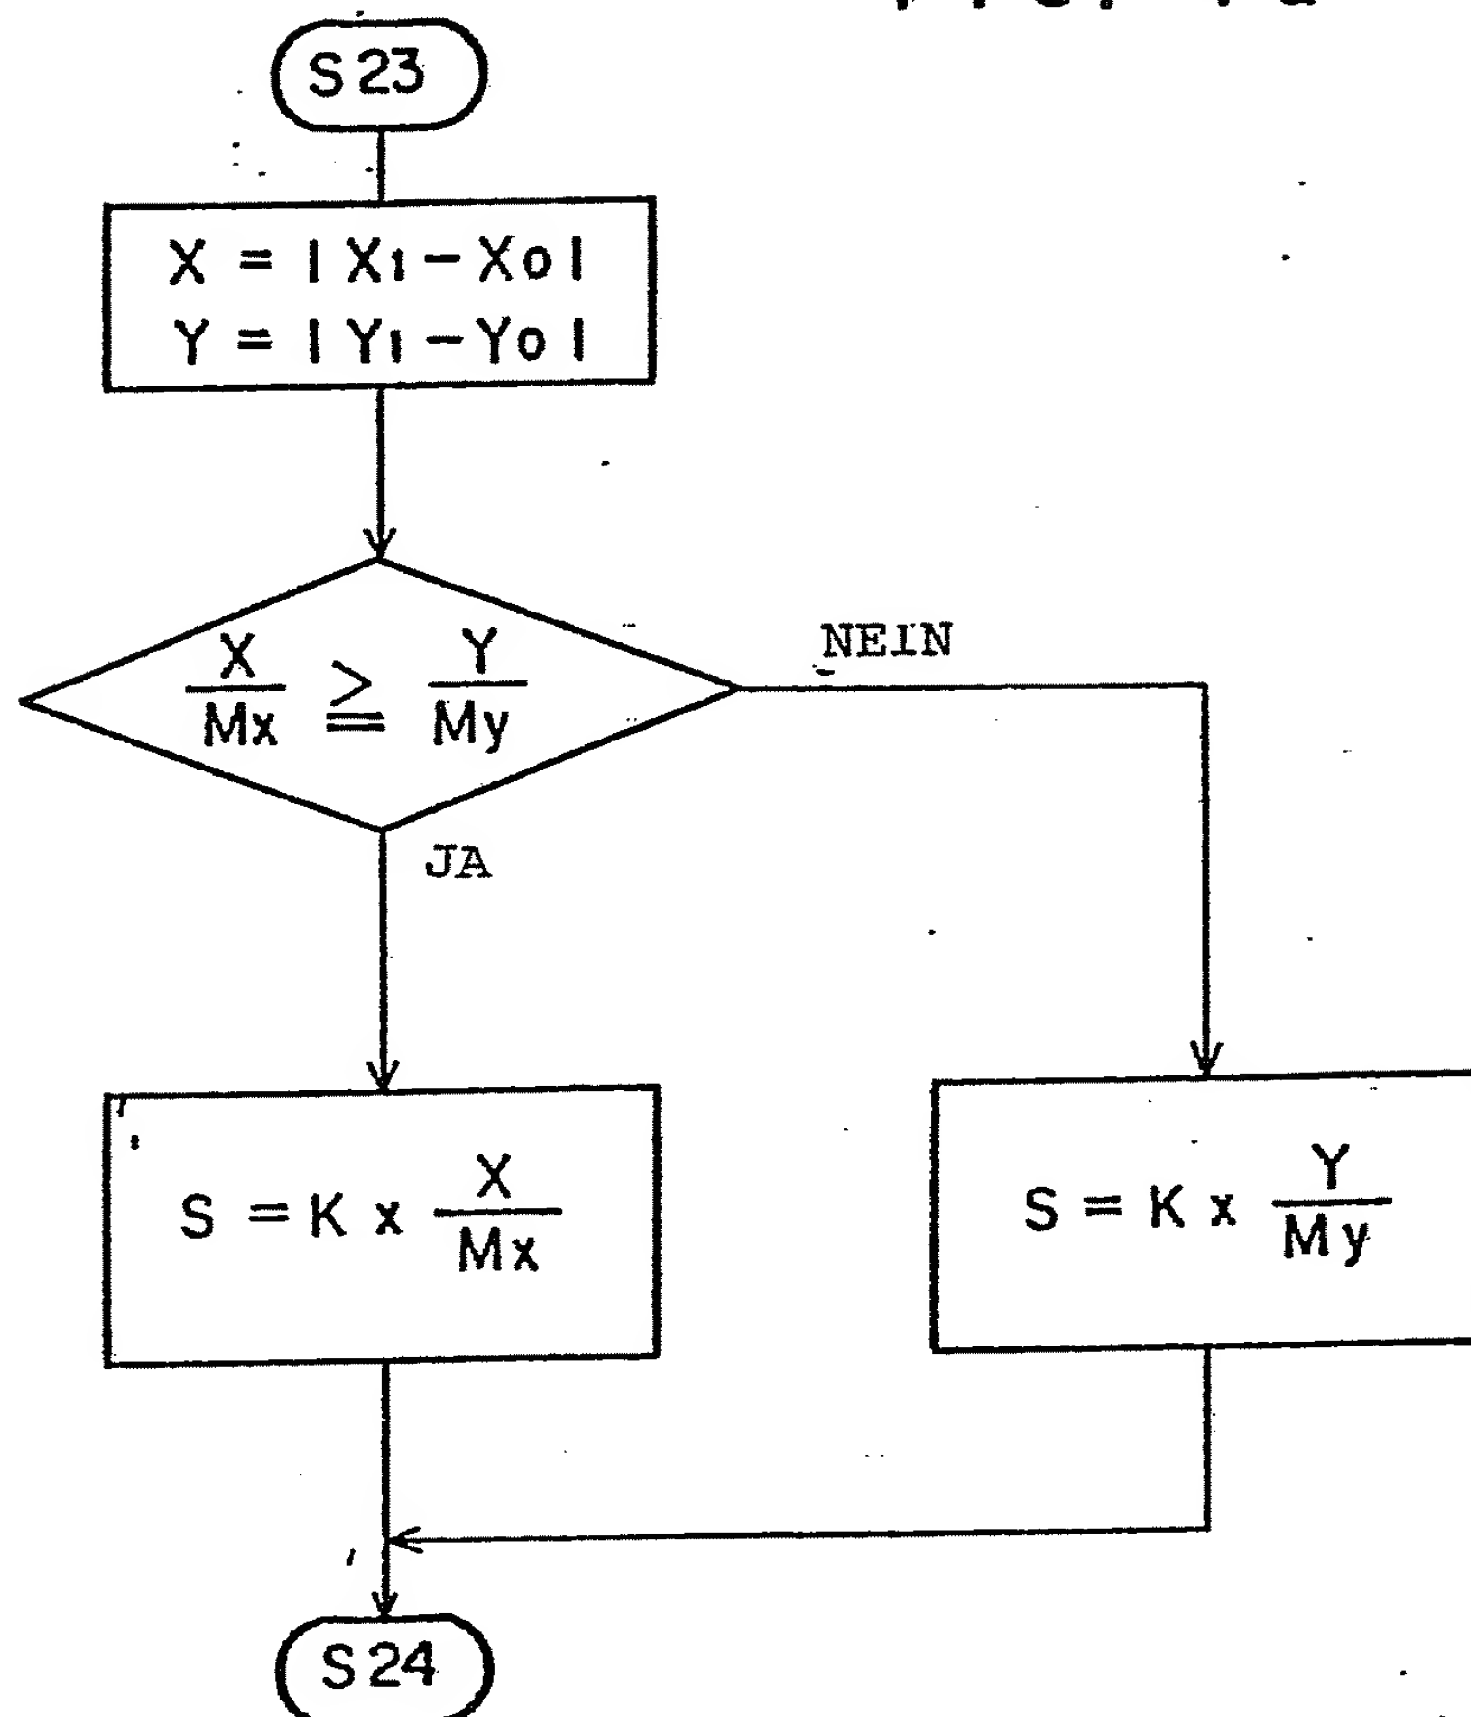 S23
X = | X₁ - X₀ |
Y = | Y₁ - Y₀ |
X/Mx ≧ Y/My
NEIN
JA
S = K x X/Mx
S = K x Y/My
S24